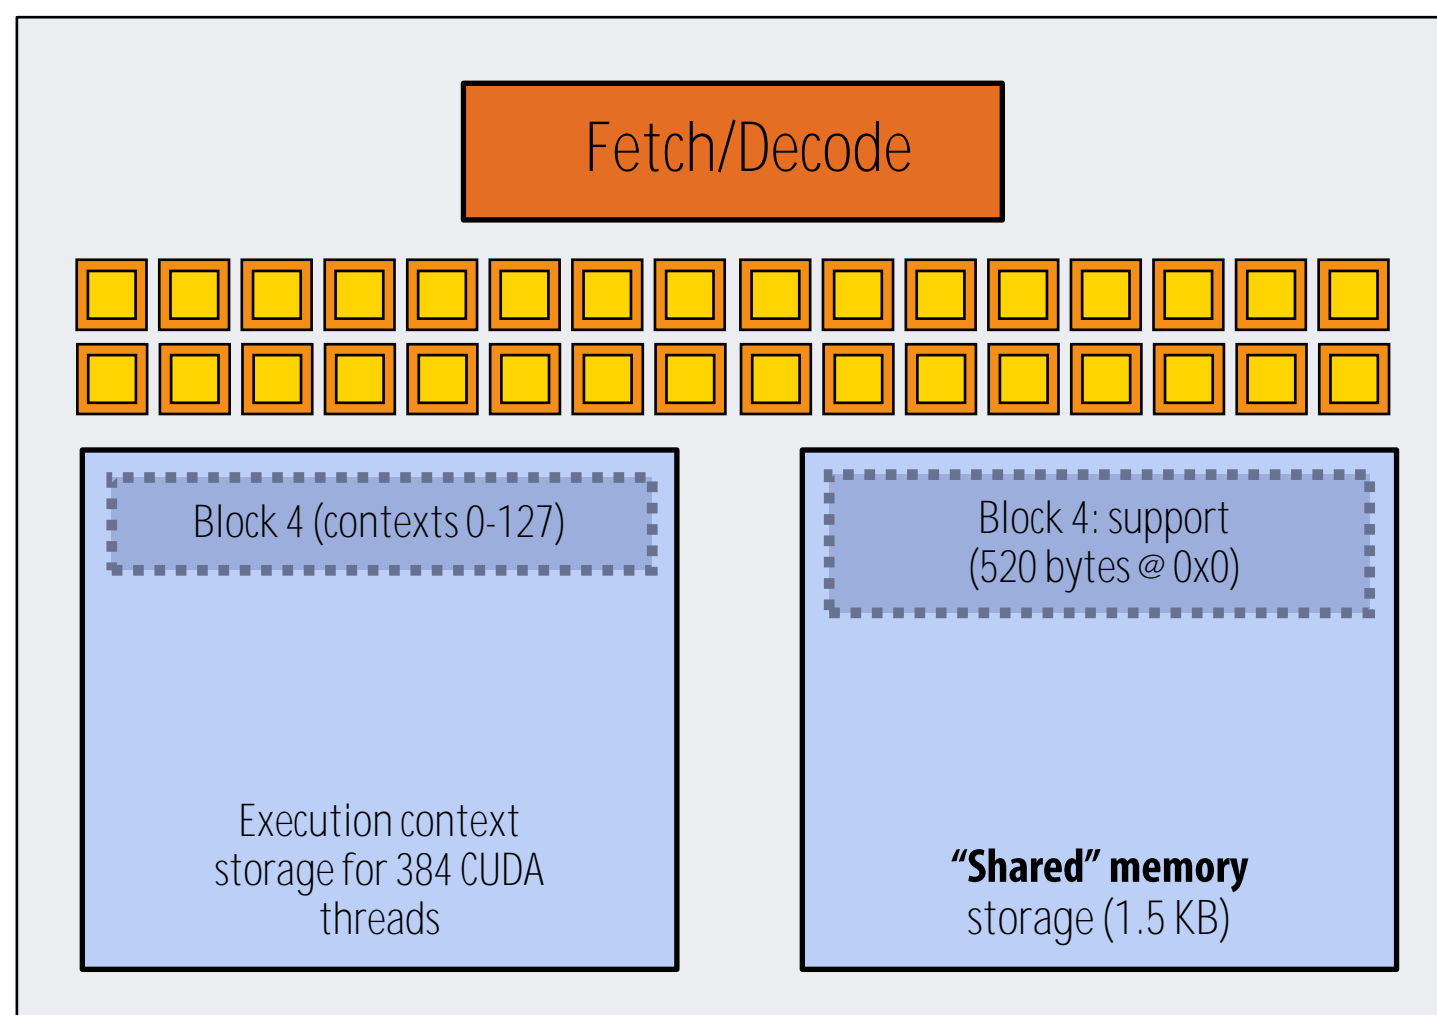 Fetch/Decode
Block 4 (contexts 0-127)
Execution context
storage for 384 CUDA
threads
Block 4: support
(520 bytes @ 0x0)
“Shared” memory
storage (1.5 KB)